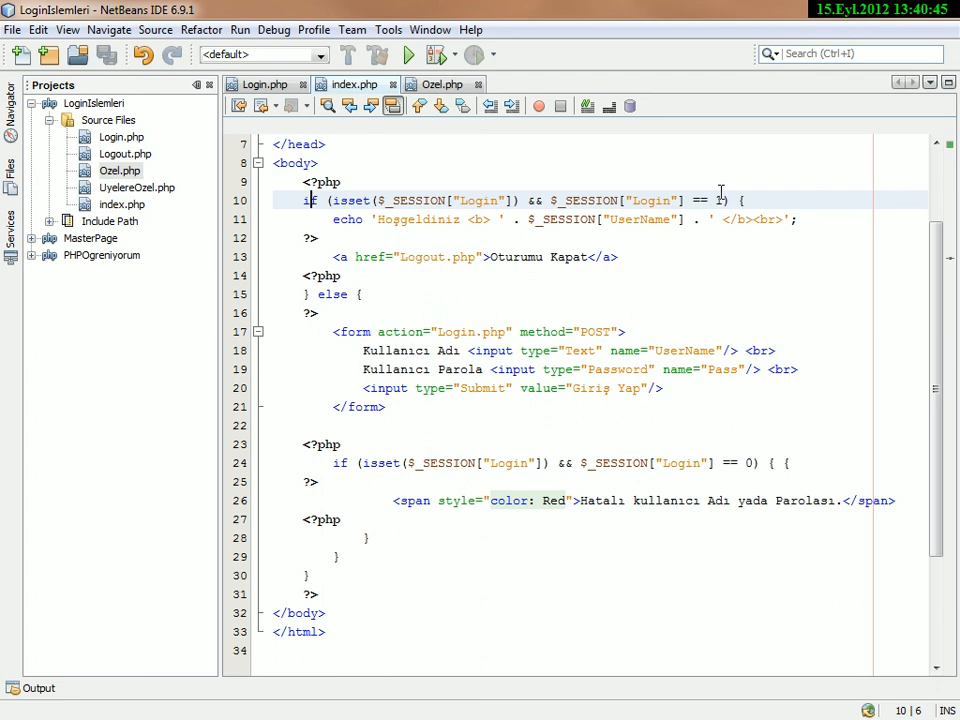 LoginIslemleri - NetBeans IDE 6.9.1
15.Eyl.2012 13:40:45
File Edit View Navigate Source Refactor Run Debug Profile Team Tools Window Help
<default>
Search (Ctrl+I)
Projects
Login.php index.php Ozel.php
Navigator
Files
Services
LoginIslemleri
Source Files
Login.php
Logout.php
Ozel.php
UyelereOzel.php
index.php
Include Path
MasterPage
PHPOgreniyorum
7 </head>
8 <body>
9 <?php
10 if (isset($_SESSION["Login"]) && $_SESSION["Login"] == 1) {
11 echo 'Hoşgeldiniz <b> ' . $_SESSION["UserName"] . ' </b><br>';
12 ?>
13 <a href="Logout.php">Oturumu Kapat</a>
14 <?php
15 } else {
16 ?>
17 <form action="Login.php" method="POST">
18 Kullanıcı Adı <input type="Text" name="UserName"/> <br>
19 Kullanıcı Parola <input type="Password" name="Pass"/> <br>
20 <input type="Submit" value="Giriş Yap"/>
21 </form>
22
23 <?php
24 if (isset($_SESSION["Login"]) && $_SESSION["Login"] == 0) { {
25 ?>
26 <span style="color: Red">Hatalı kullanıcı Adı yada Parolası.</span>
27 <?php
28 }
29 }
30 }
31 ?>
32 </body>
33 </html>
34
Output
10 | 6 INS